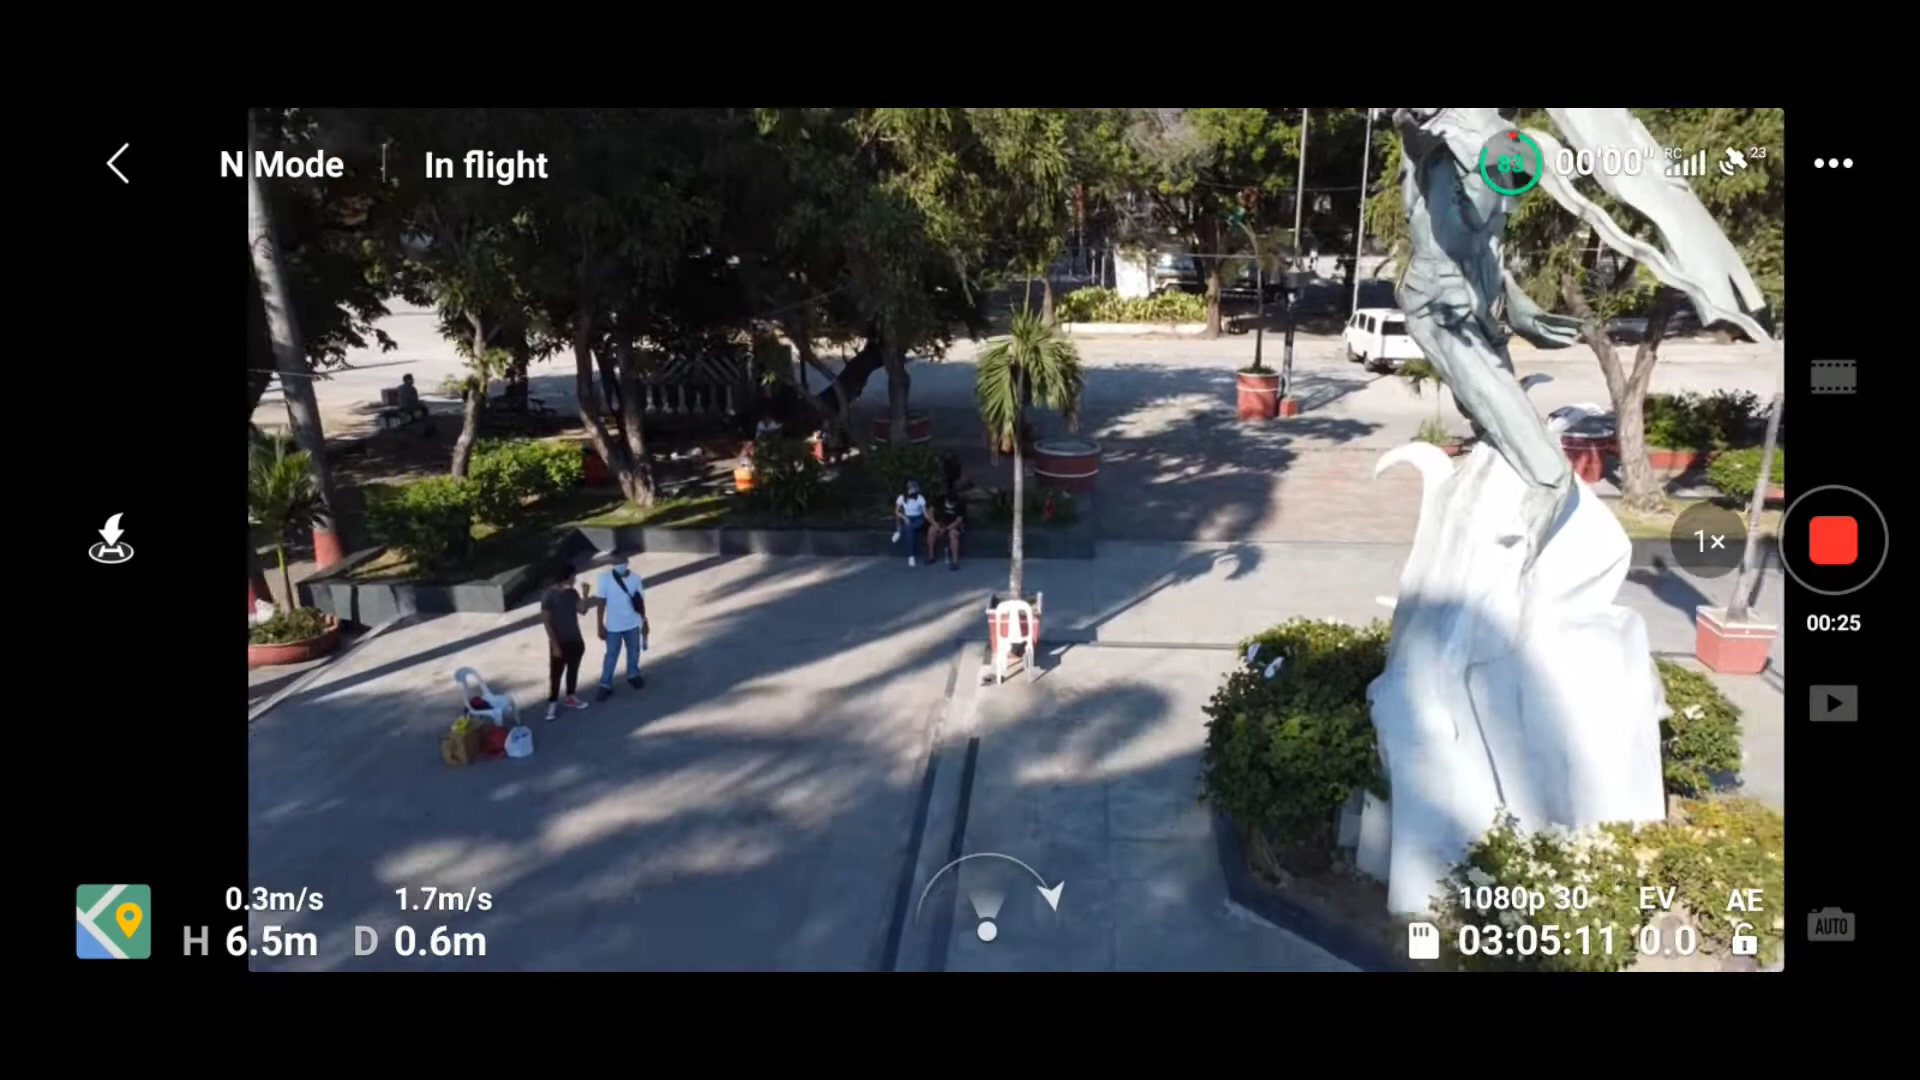 N Mode | In flight
83 00'00" RC 23
1×
00:25
0.3m/s 1.7m/s
H 6.5m D 0.6m
1080p 30 EV AE
03:05:11 0.0
AUTO